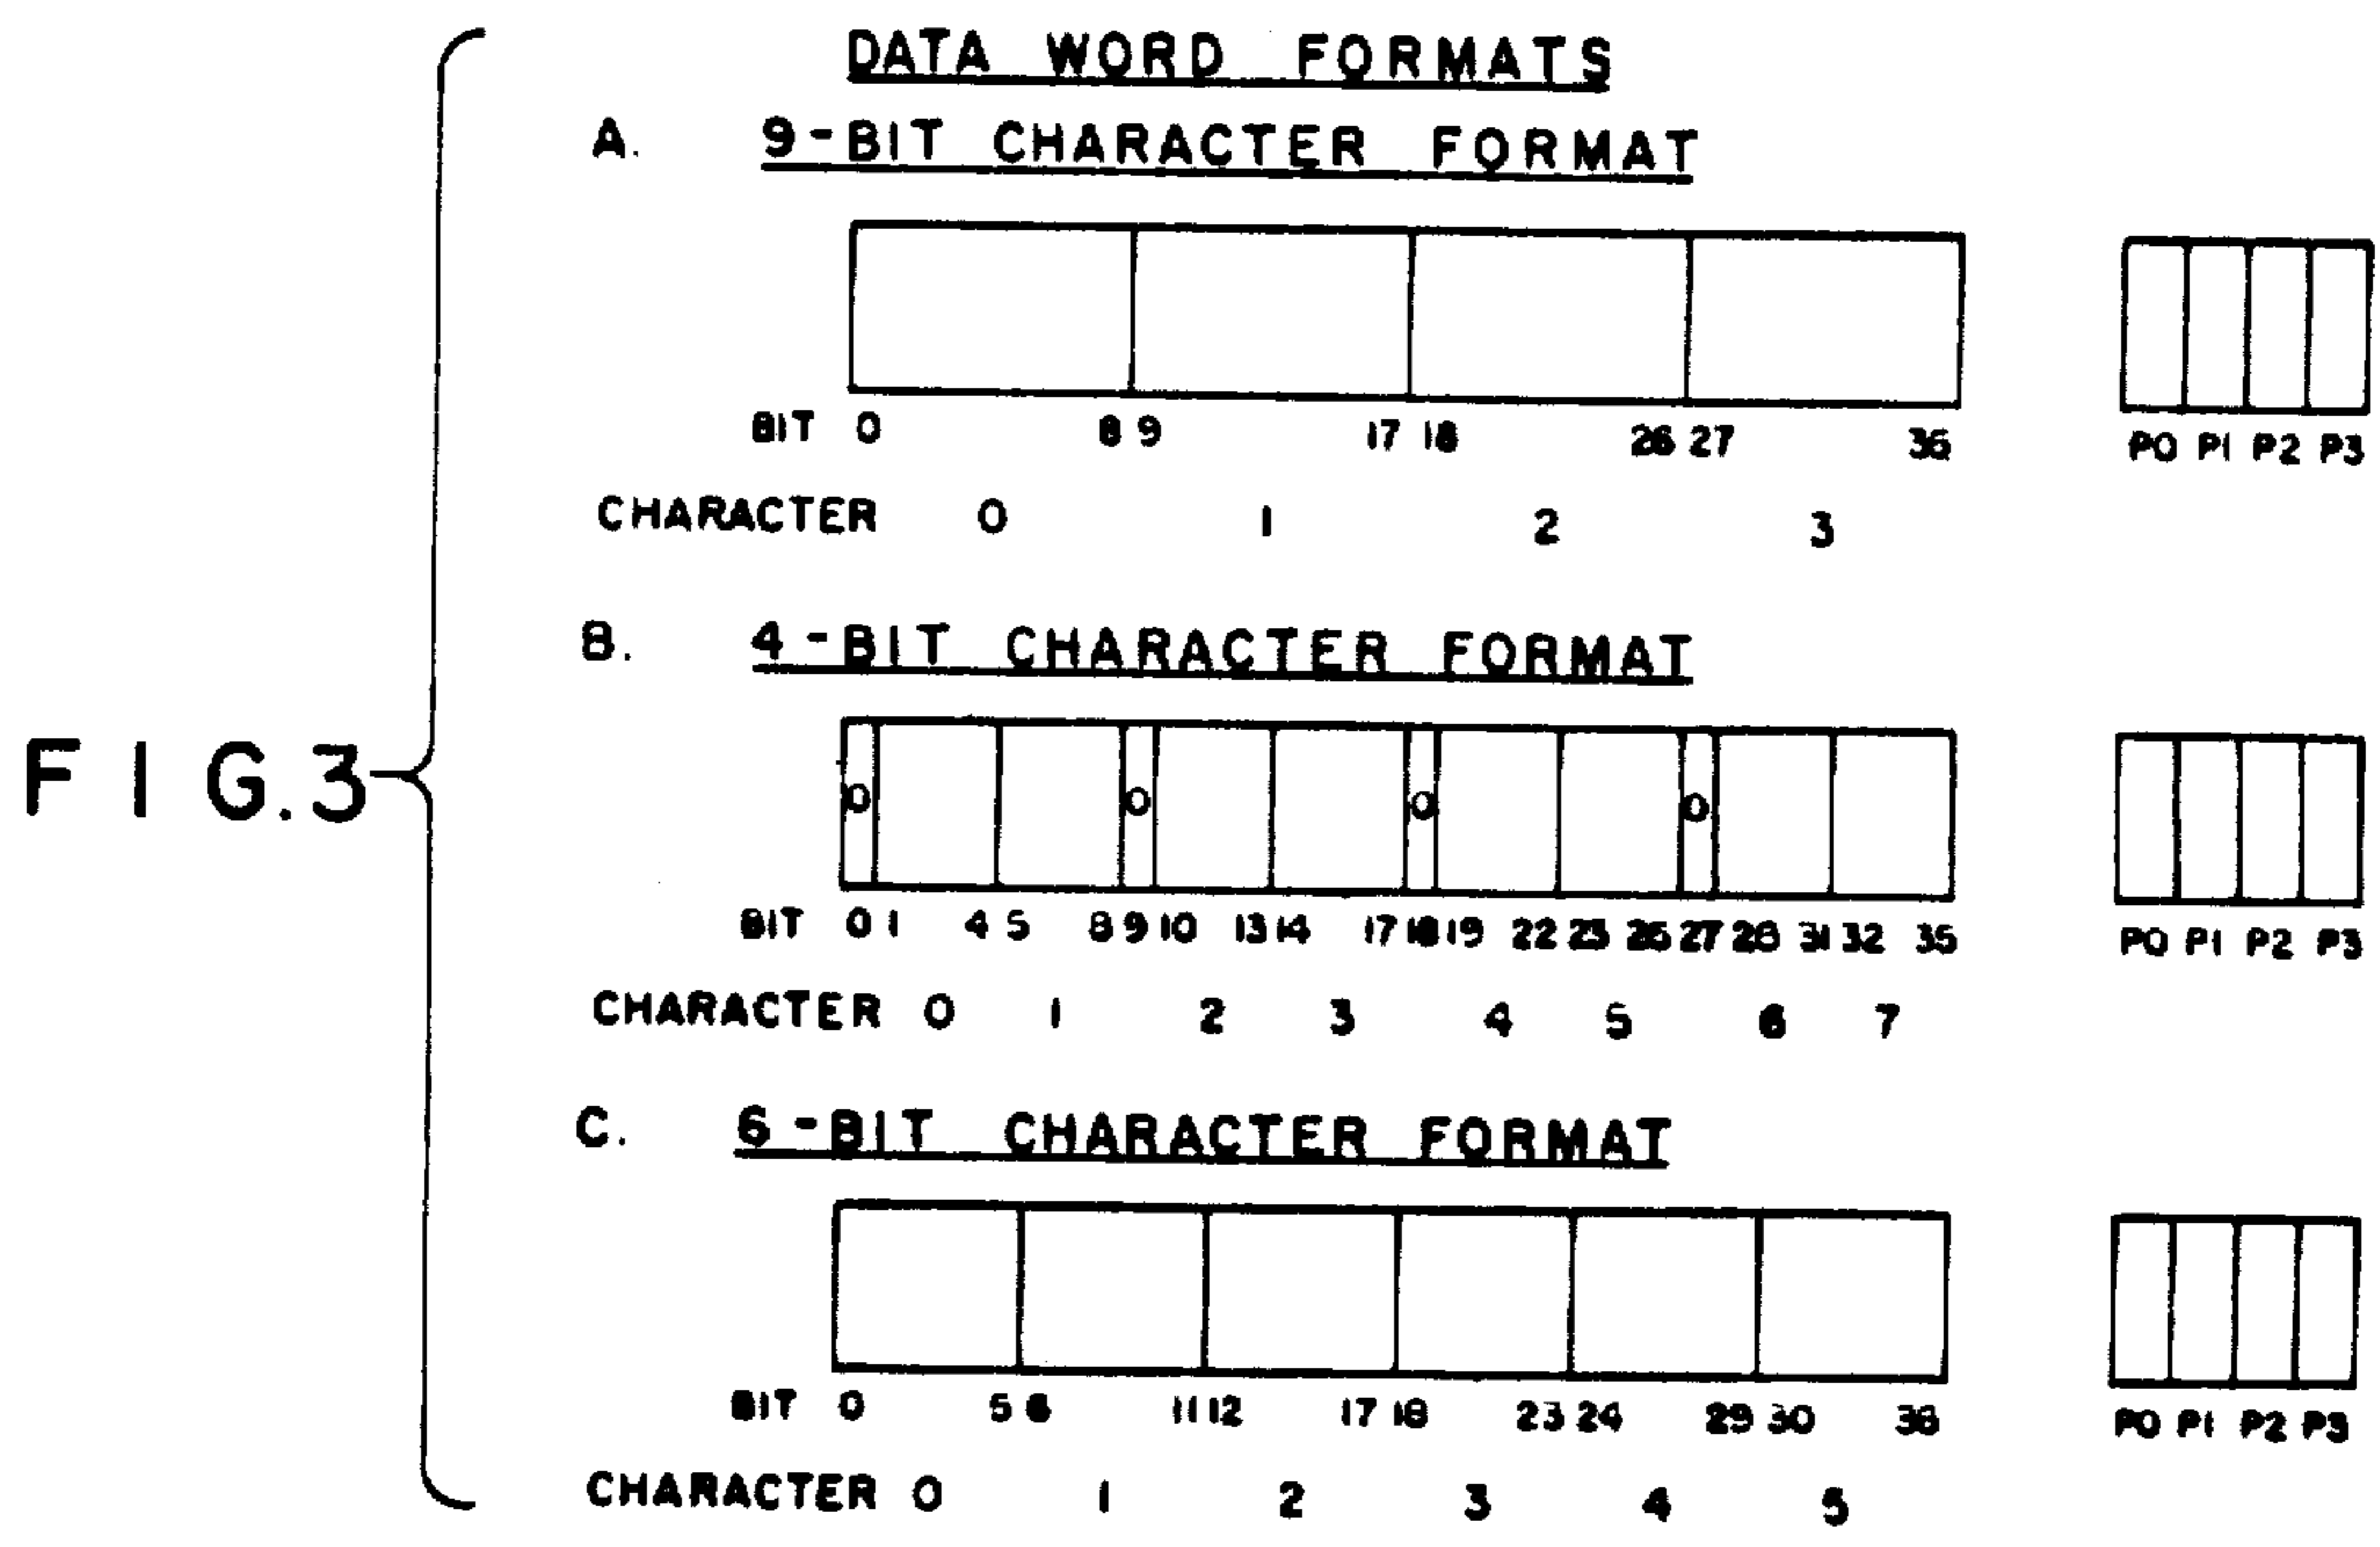 DATA WORD FORMATS
A. 9-BIT CHARACTER FORMAT
BIT 0 8 9 17 18 26 27 35 P0 P1 P2 P3
CHARACTER 0 1 2 3
B. 4-BIT CHARACTER FORMAT
FIG.3
0 0 0 0
BIT 0 1 4 5 8 9 10 13 14 17 18 19 22 23 26 27 28 31 32 35 P0 P1 P2 P3
CHARACTER 0 1 2 3 4 5 6 7
C. 6-BIT CHARACTER FORMAT
BIT 0 5 6 11 12 17 18 23 24 29 30 35 P0 P1 P2 P3
CHARACTER 0 1 2 3 4 5